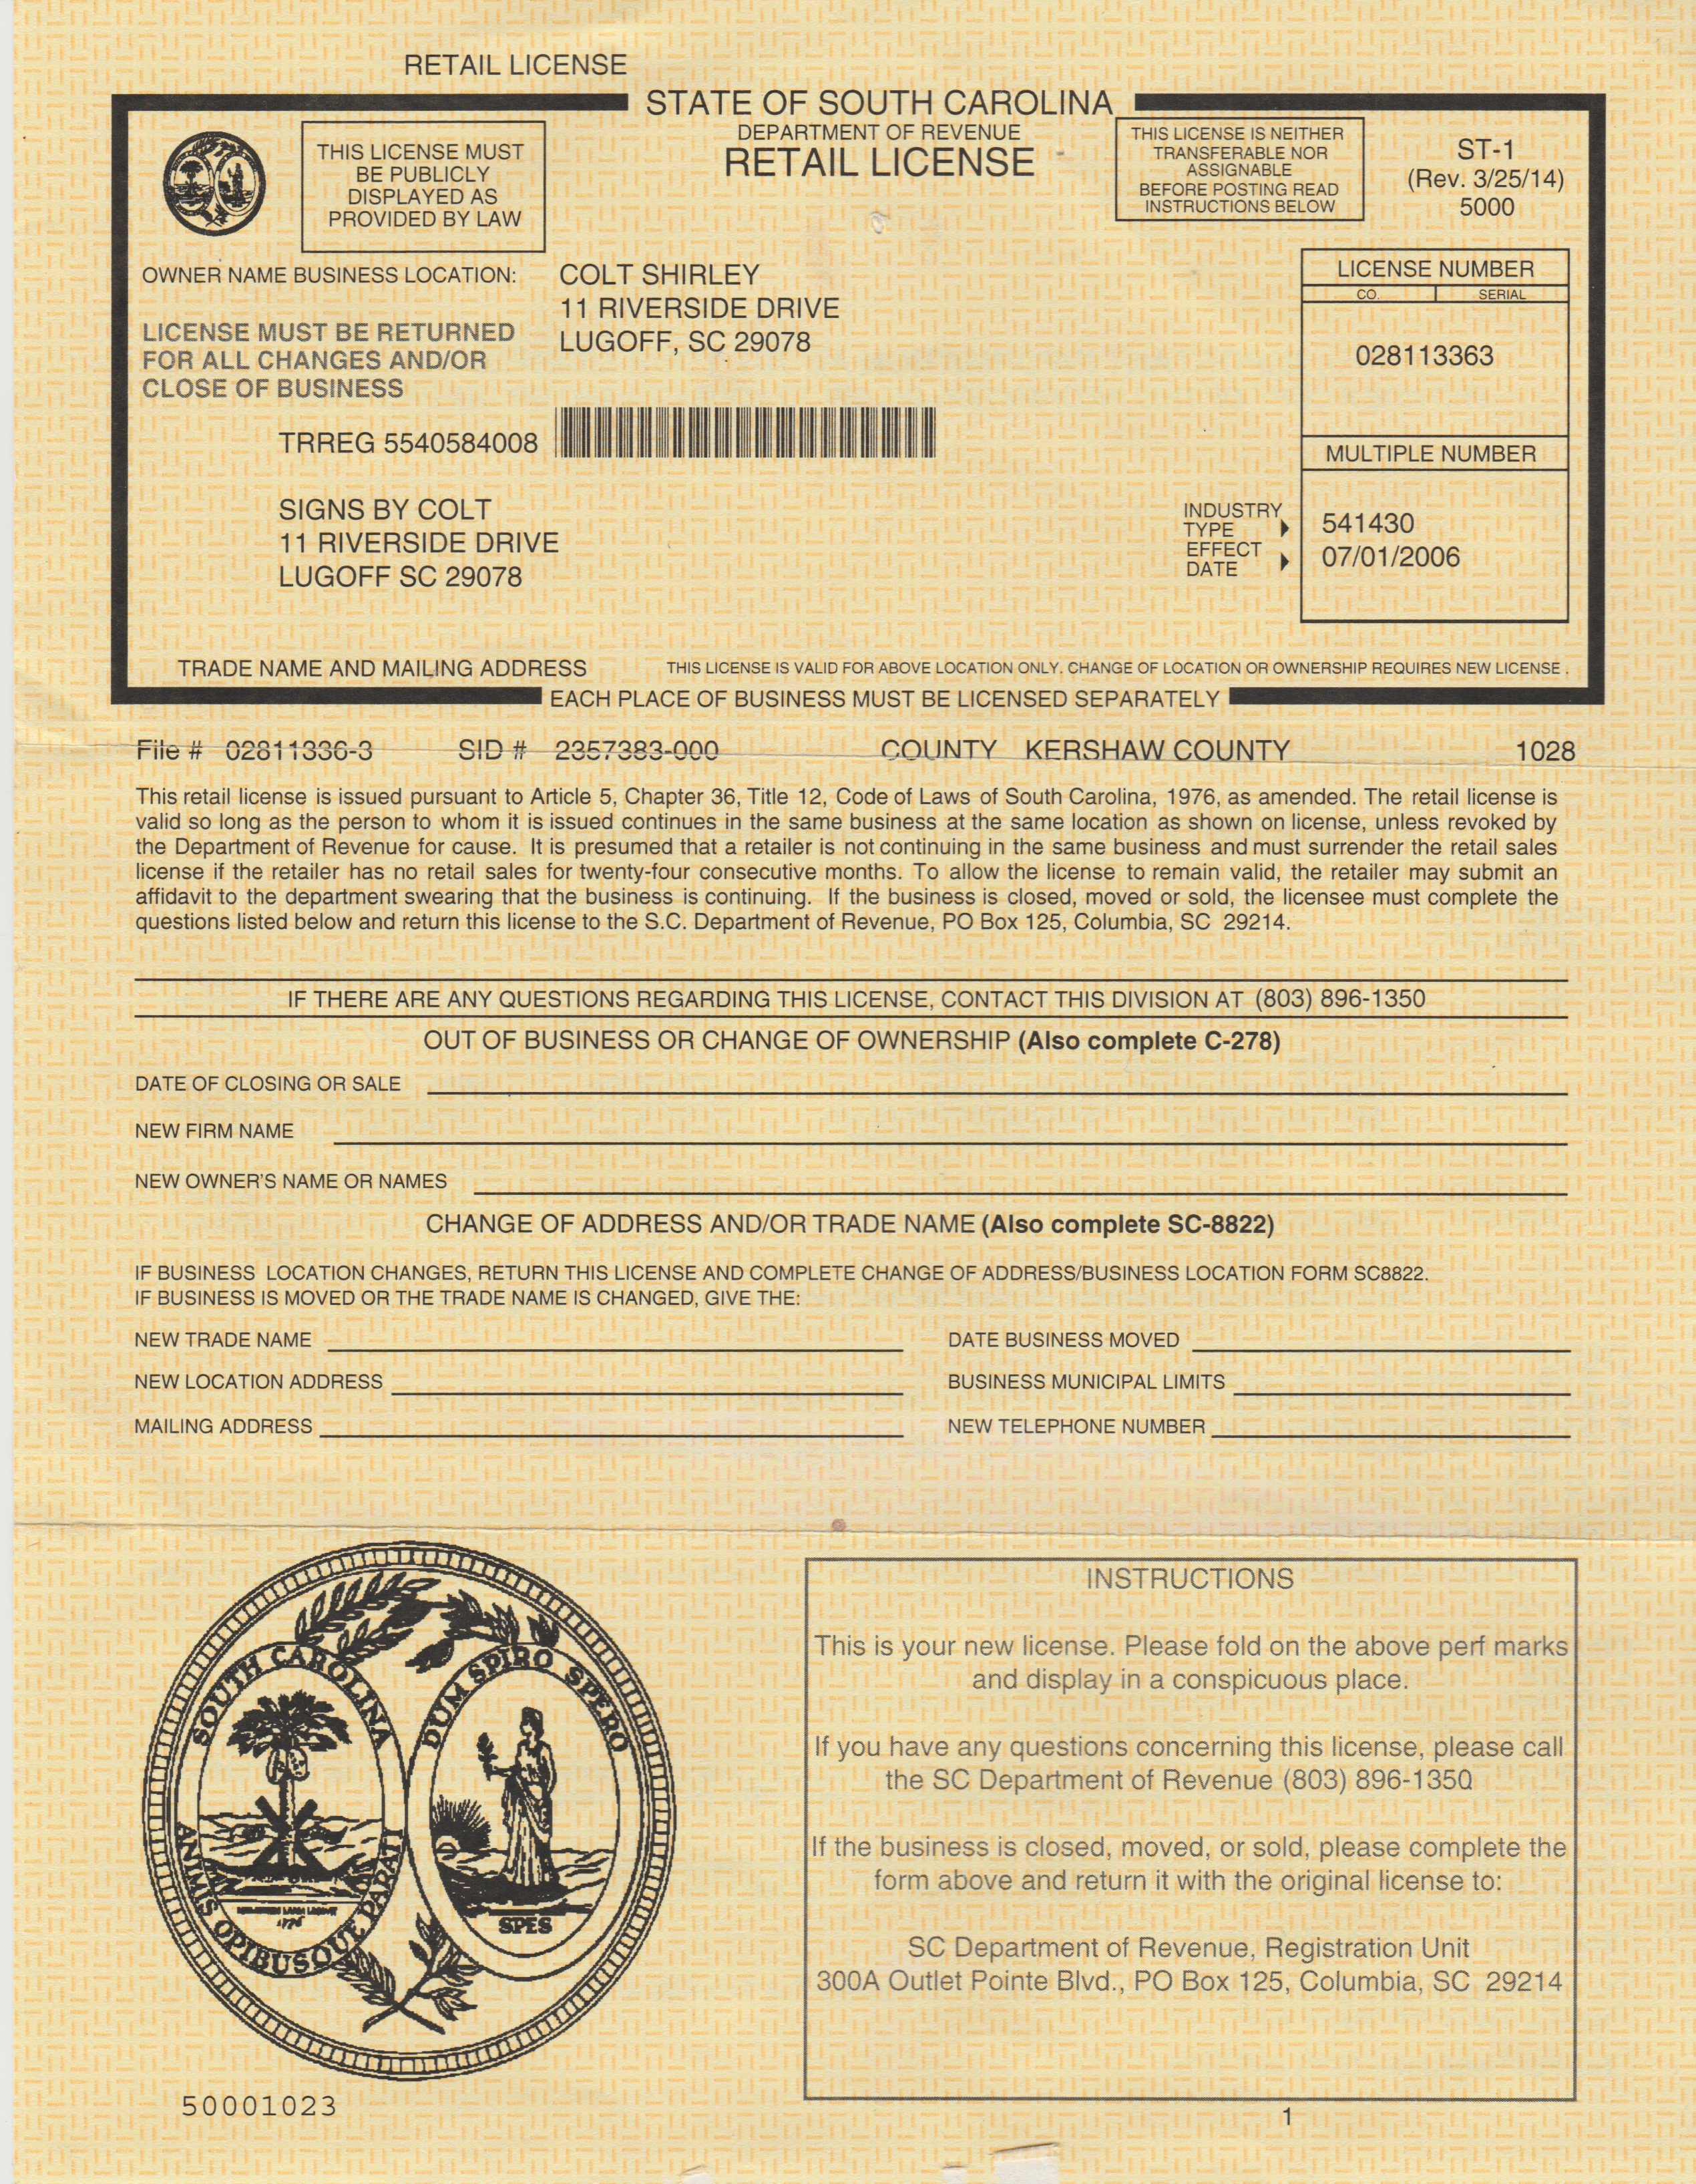 RETAIL LICENSE
STATE OF SOUTH CAROLINA
DEPARTMENT OF REVENUE
RETAIL LICENSE
THIS LICENSE MUST
BE PUBLICLY
DISPLAYED AS
PROVIDED BY LAW
THIS LICENSE IS NEITHER
TRANSFERABLE NOR
ASSIGNABLE
BEFORE POSTING READ
INSTRUCTIONS BELOW
ST-1
(Rev. 3/25/14)
5000
OWNER NAME BUSINESS LOCATION:
COLT SHIRLEY
11 RIVERSIDE DRIVE
LUGOFF, SC 29078
LICENSE MUST BE RETURNED
FOR ALL CHANGES AND/OR
CLOSE OF BUSINESS
LICENSE NUMBER
CO. SERIAL
028113363
TRREG 5540584008
MULTIPLE NUMBER
SIGNS BY COLT
11 RIVERSIDE DRIVE
LUGOFF SC 29078
INDUSTRY
TYPE
541430
EFFECT
DATE
07/01/2006
TRADE NAME AND MAILING ADDRESS
THIS LICENSE IS VALID FOR ABOVE LOCATION ONLY. CHANGE OF LOCATION OR OWNERSHIP REQUIRES NEW LICENSE .
EACH PLACE OF BUSINESS MUST BE LICENSED SEPARATELY
File # 02811336-3 SID # 2357383-000 COUNTY KERSHAW COUNTY 1028
This retail license is issued pursuant to Article 5, Chapter 36, Title 12, Code of Laws of South Carolina, 1976, as amended. The retail license is
valid so long as the person to whom it is issued continues in the same business at the same location as shown on license, unless revoked by
the Department of Revenue for cause. It is presumed that a retailer is not continuing in the same business and must surrender the retail sales
license if the retailer has no retail sales for twenty-four consecutive months. To allow the license to remain valid, the retailer may submit an
affidavit to the department swearing that the business is continuing. If the business is closed, moved or sold, the licensee must complete the
questions listed below and return this license to the S.C. Department of Revenue, PO Box 125, Columbia, SC 29214.
IF THERE ARE ANY QUESTIONS REGARDING THIS LICENSE, CONTACT THIS DIVISION AT (803) 896-1350
OUT OF BUSINESS OR CHANGE OF OWNERSHIP (Also complete C-278)
DATE OF CLOSING OR SALE
NEW FIRM NAME
NEW OWNER'S NAME OR NAMES
CHANGE OF ADDRESS AND/OR TRADE NAME (Also complete SC-8822)
IF BUSINESS LOCATION CHANGES, RETURN THIS LICENSE AND COMPLETE CHANGE OF ADDRESS/BUSINESS LOCATION FORM SC8822.
IF BUSINESS IS MOVED OR THE TRADE NAME IS CHANGED, GIVE THE:
NEW TRADE NAME DATE BUSINESS MOVED
NEW LOCATION ADDRESS BUSINESS MUNICIPAL LIMITS
MAILING ADDRESS NEW TELEPHONE NUMBER
SOUTH CAROLINA
ANIMIS OPIBUSQUE PARATI
1776
DUM SPIRO SPERO
SPES
50001023
INSTRUCTIONS
This is your new license. Please fold on the above perf marks
and display in a conspicuous place.
If you have any questions concerning this license, please call
the SC Department of Revenue (803) 896-1350
If the business is closed, moved, or sold, please complete the
form above and return it with the original license to:
SC Department of Revenue, Registration Unit
300A Outlet Pointe Blvd., PO Box 125, Columbia, SC 29214
1